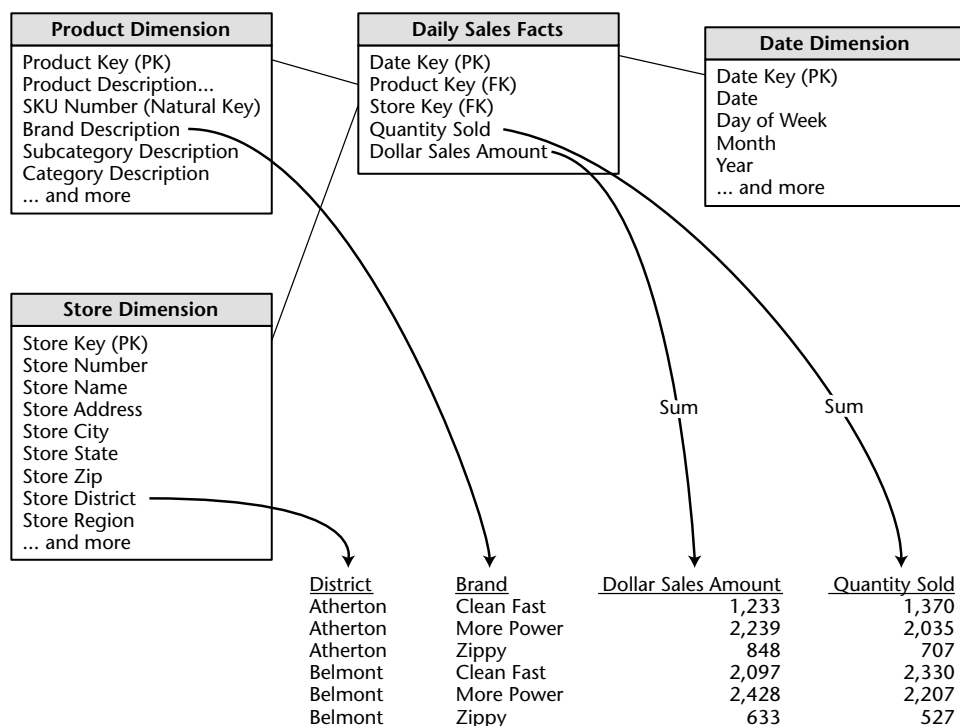 Product Dimension
Product Key (PK)
Product Description...
SKU Number (Natural Key)
Brand Description
Subcategory Description
Category Description
... and more
Daily Sales Facts
Date Key (PK)
Product Key (FK)
Store Key (FK)
Quantity Sold
Dollar Sales Amount
Date Dimension
Date Key (PK)
Date
Day of Week
Month
Year
... and more
Store Dimension
Store Key (PK)
Store Number
Store Name
Store Address
Store City
Store State
Store Zip
Store District
Store Region
... and more
Sum
Sum
District Brand Dollar Sales Amount Quantity Sold
Atherton Clean Fast 1,233 1,370
Atherton More Power 2,239 2,035
Atherton Zippy 848 707
Belmont Clean Fast 2,097 2,330
Belmont More Power 2,428 2,207
Belmont Zippy 633 527